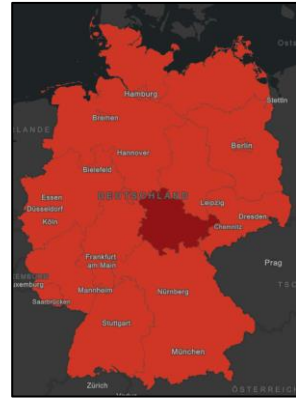 Hamburg
Stettin
Bremen
LANDE
Hannover
Berlin
Bielefeld
DEUTSCHLAND
Essen
Leipzig
Düsseldorf
Dresden
Köln
Chemnitz
Frankfurt
am Main
Prag
Luxemburg
Mannheim
Nürnberg
Saarbrücken
Stuttgart
München
Zürich
ÖSTERREICH